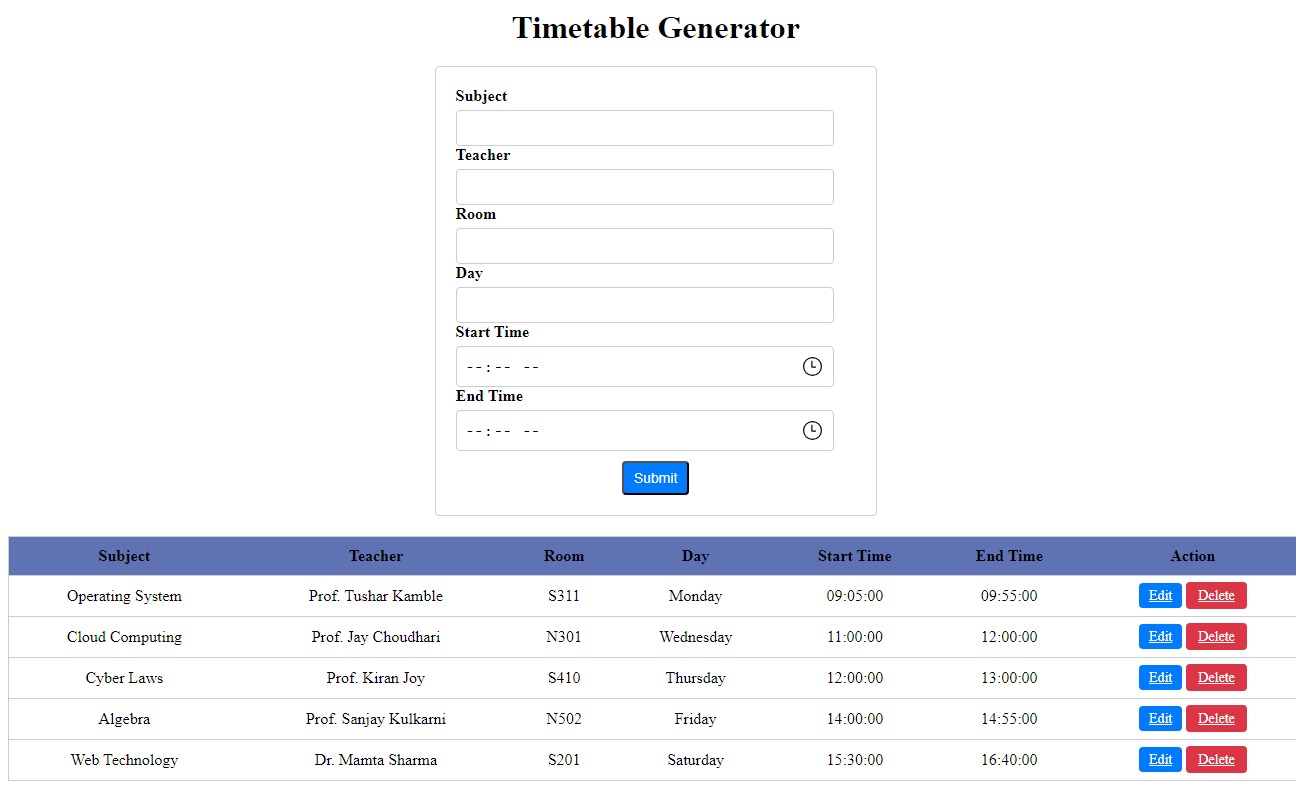 Timetable Generator
Subject
Teacher
Room
Day
Start Time
--:-- --
End Time
--:-- --
Submit
Subject Teacher Room Day Start Time End Time Action
Operating System Prof. Tushar Kamble S311 Monday 09:05:00 09:55:00 Edit Delete
Cloud Computing Prof. Jay Choudhari N301 Wednesday 11:00:00 12:00:00 Edit Delete
Cyber Laws Prof. Kiran Joy S410 Thursday 12:00:00 13:00:00 Edit Delete
Algebra Prof. Sanjay Kulkarni N502 Friday 14:00:00 14:55:00 Edit Delete
Web Technology Dr. Mamta Sharma S201 Saturday 15:30:00 16:40:00 Edit Delete